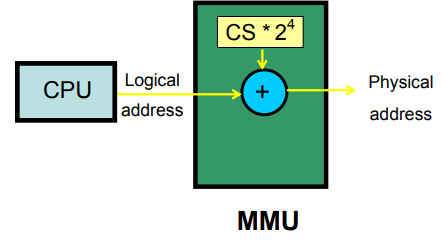 CS * 2⁴
CPU
Logical
address
+
Physical
address
MMU